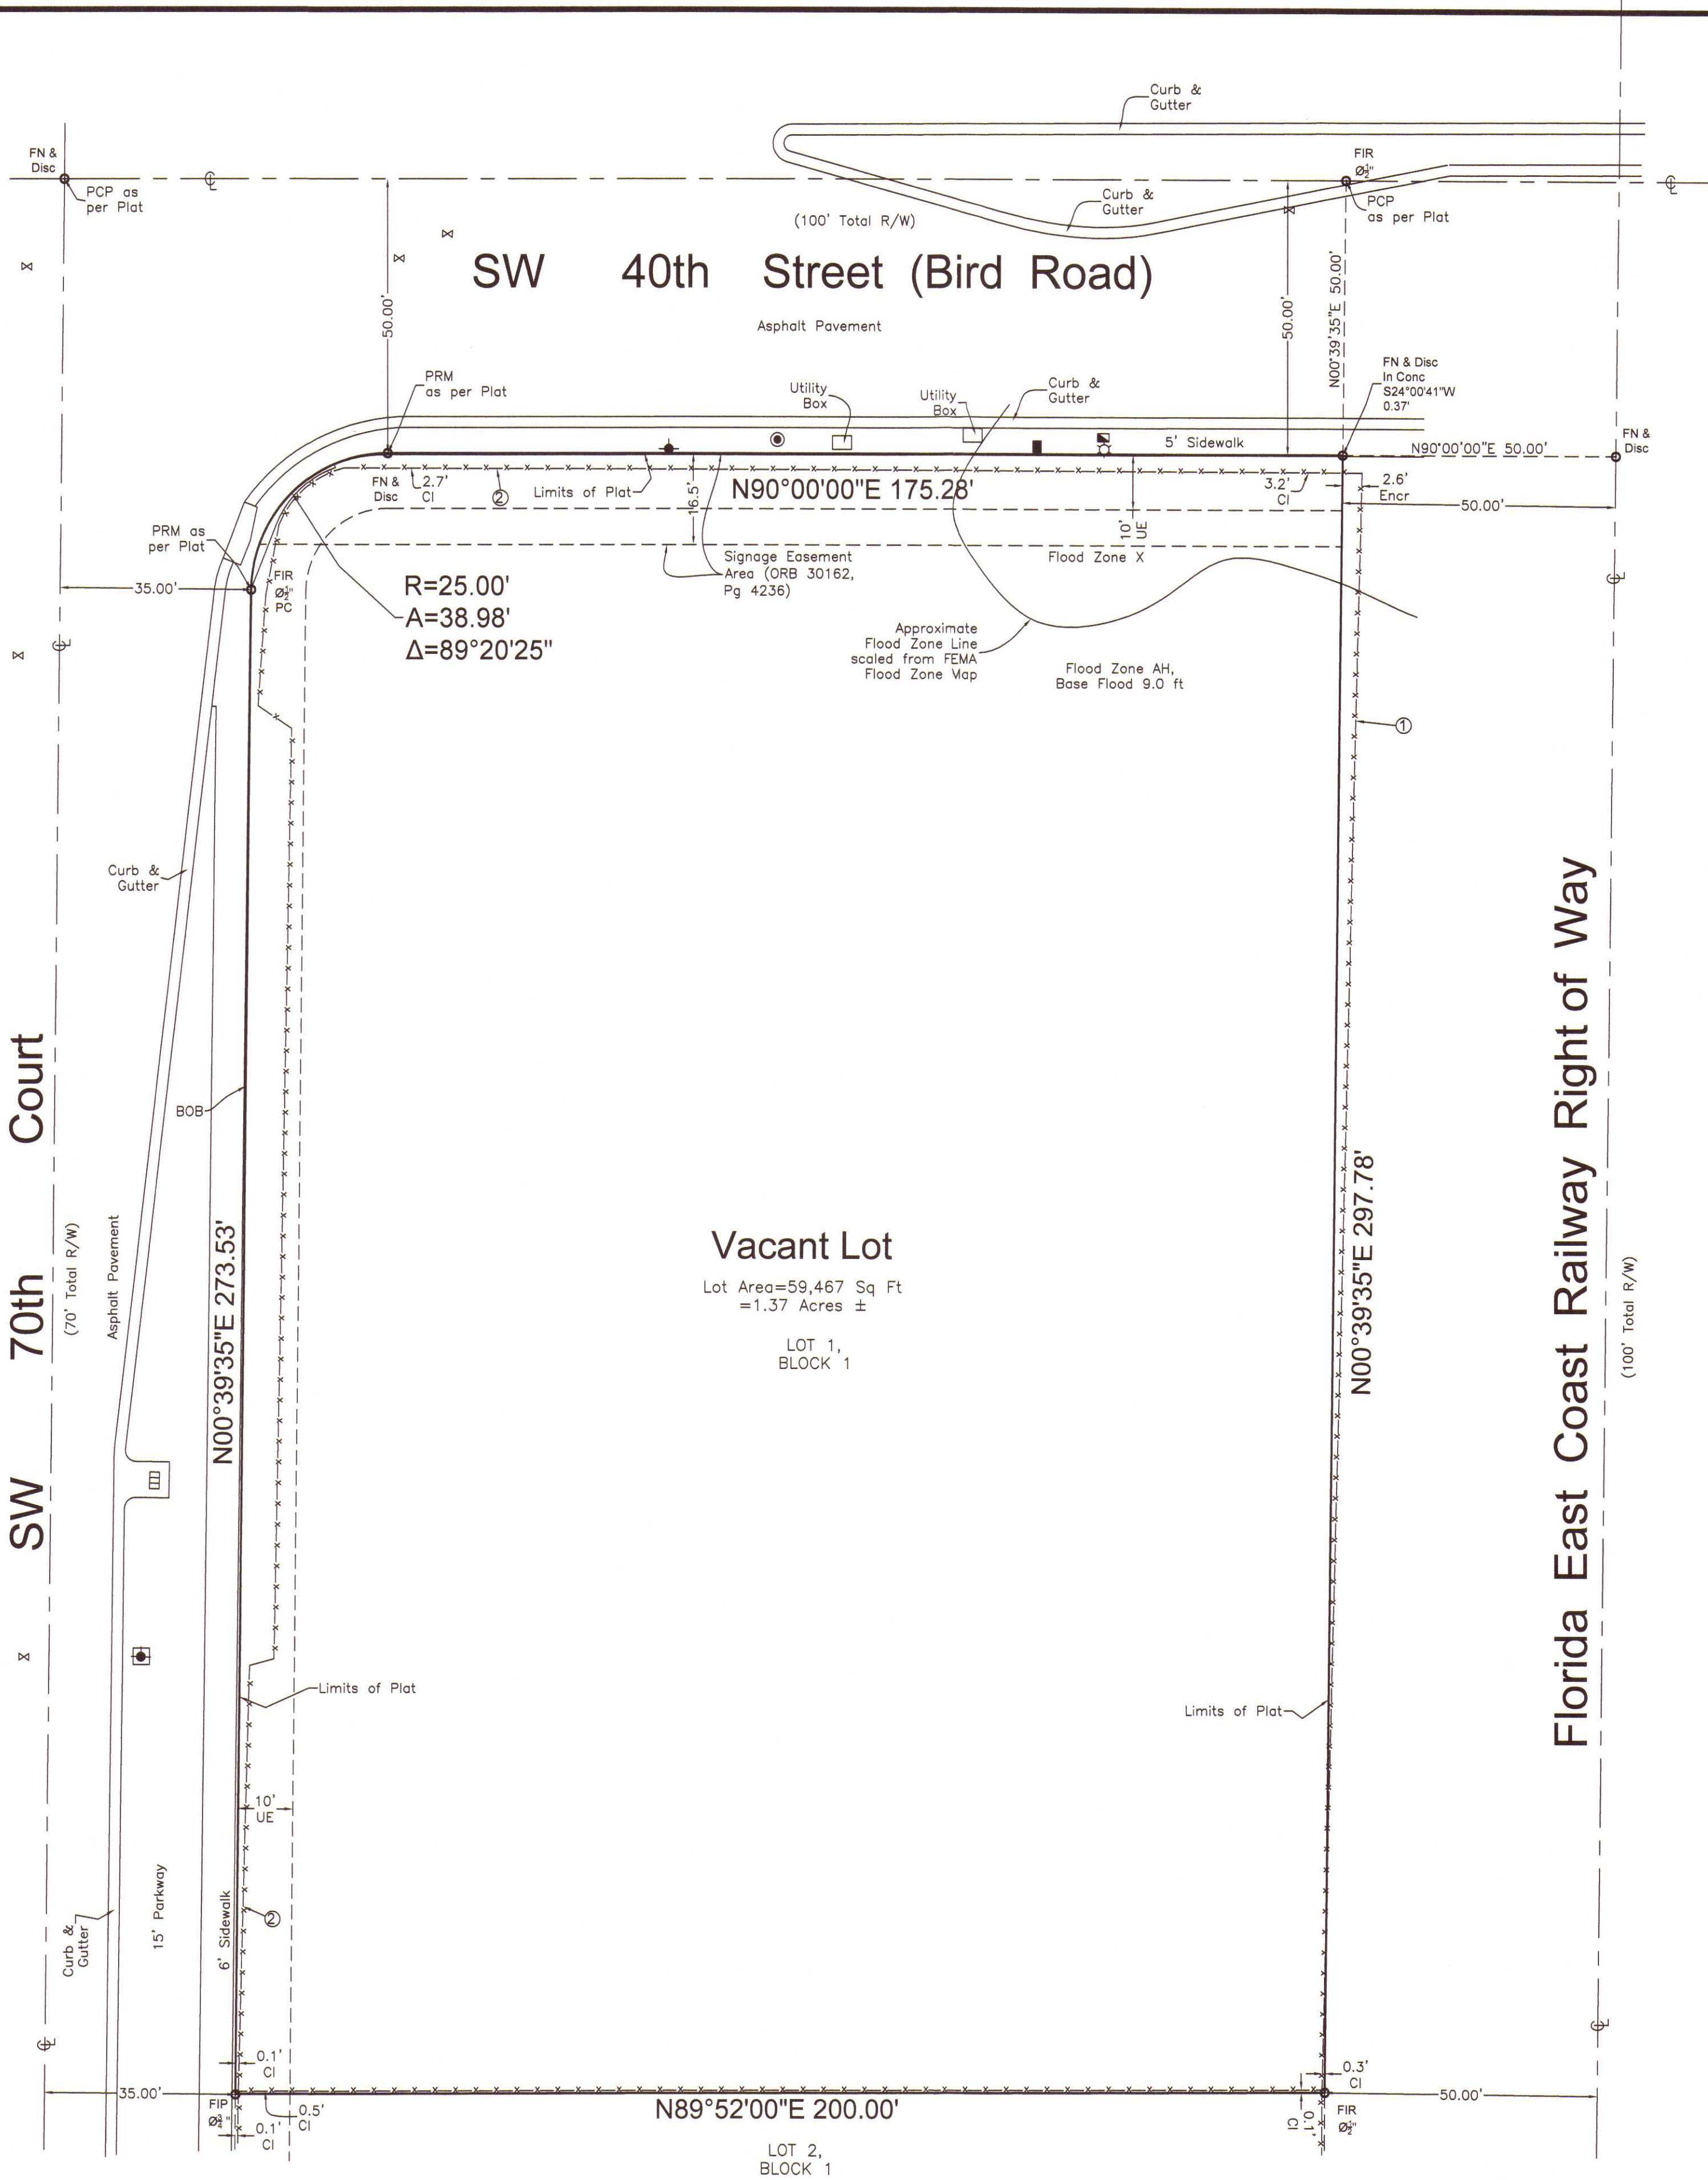 Curb &
Gutter
FN &
Disc
PCP as
per Plat
℄
FIR
Ø½"
℄
PCP
as per Plat
Curb &
Gutter
(100' Total R/W)
SW 40th Street (Bird Road)
Asphalt Pavement
50.00'
50.00'
N00°39'35"E 50.00'
FN & Disc
In Conc
S24°00'41"W
0.37'
PRM
as per Plat
Utility
Box
Utility
Box
Curb &
Gutter
5' Sidewalk
N90°00'00"E 50.00'
FN &
Disc
FN &
Disc
2.7'
CI
2
Limits of Plat
16.5'
N90°00'00"E 175.28'
3.2'
CI
2.6'
Encr
50.00'
10'
UE
PRM as
per Plat
Signage Easement
Area (ORB 30162,
Pg 4236)
Flood Zone X
35.00'
FIR
Ø½"
PC
R=25.00'
A=38.98'
Δ=89°20'25"
℄
℄
Approximate
Flood Zone Line
scaled from FEMA
Flood Zone Map
Flood Zone AH,
Base Flood 9.0 ft
1
Curb &
Gutter
BOB
SW 70th Court
(70' Total R/W)
Asphalt Pavement
N00°39'35"E 273.53'
Vacant Lot
Lot Area=59,467 Sq Ft
=1.37 Acres ±
LOT 1,
BLOCK 1
N00°39'35"E 297.78'
Florida East Coast Railway Right of Way
(100' Total R/W)
Limits of Plat
Limits of Plat
10'
UE
2
Curb &
Gutter
15' Parkway
6' Sidewalk
℄
℄
0.1'
CI
35.00'
FIP
Ø¾"
0.1'
CI
0.5'
CI
N89°52'00"E 200.00'
0.3'
CI
0.1'
CI
FIR
Ø½"
50.00'
LOT 2,
BLOCK 1